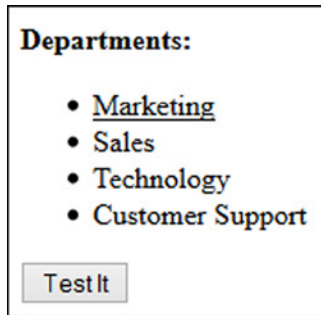 Departments:
Marketing
Sales
Technology
Customer Support
Test It